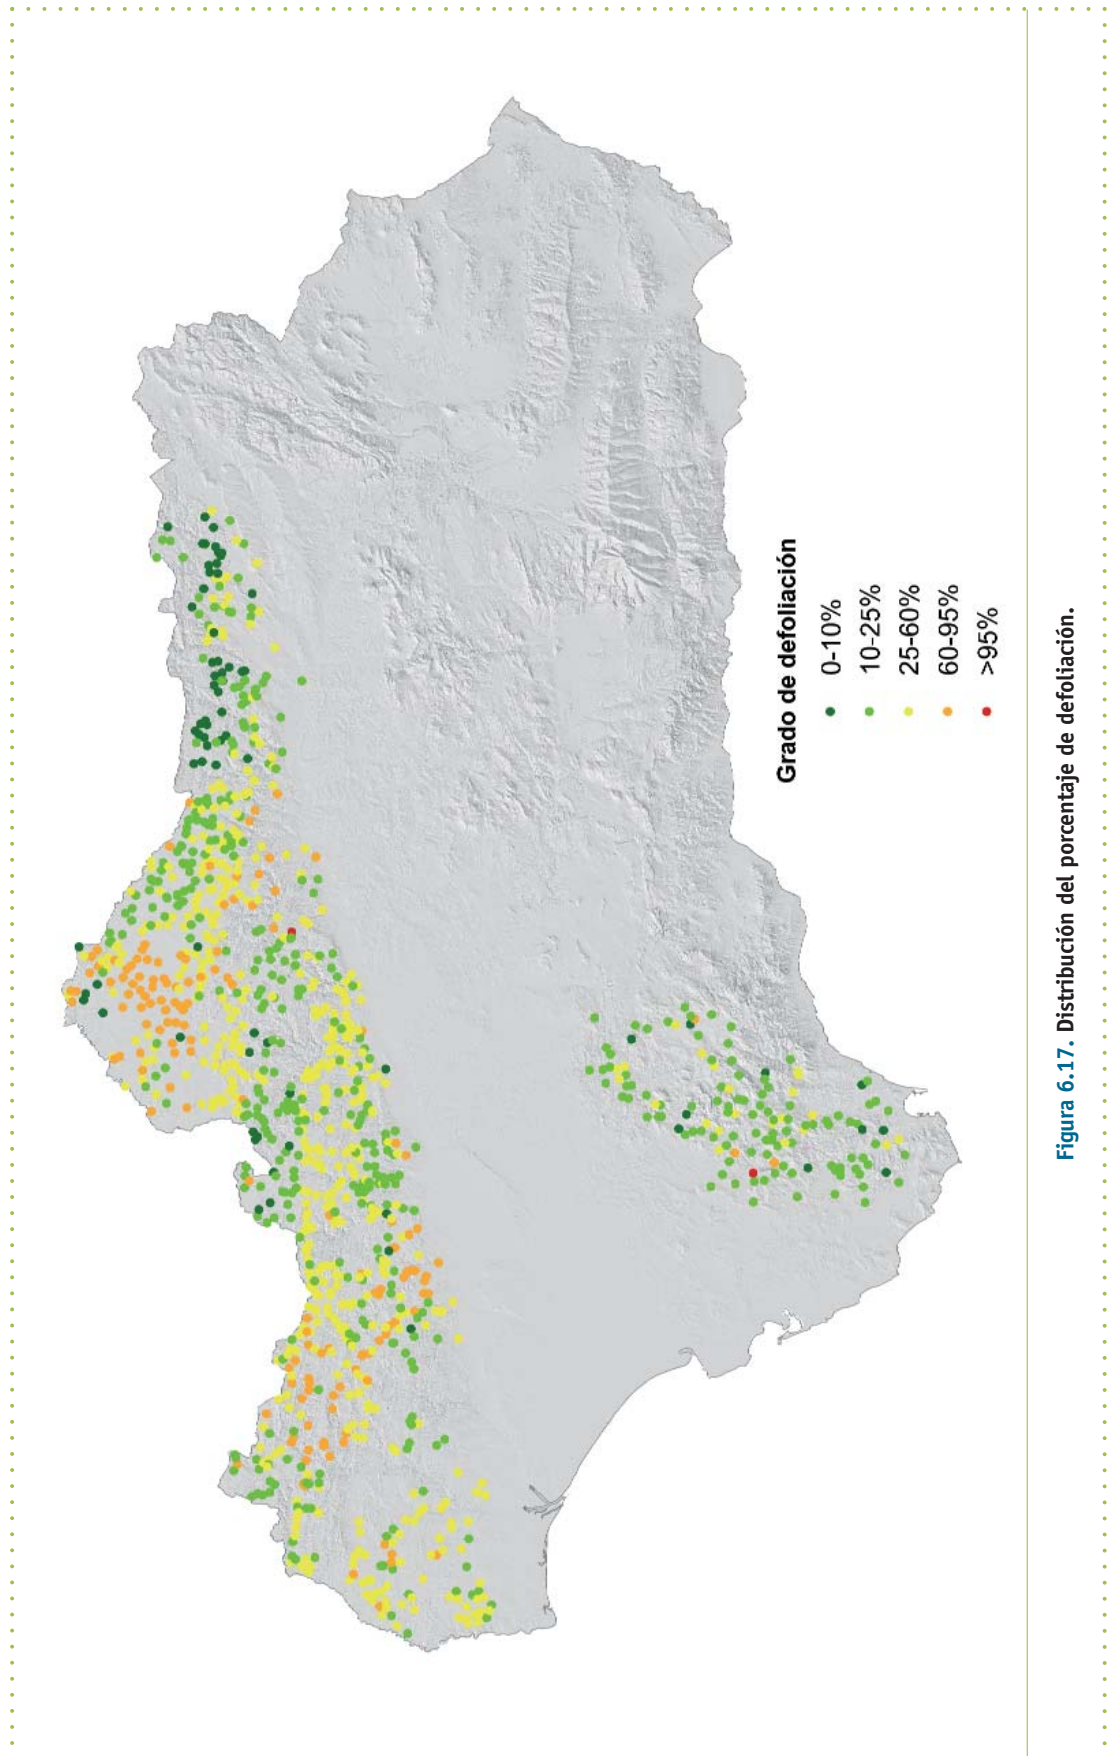 Grado de defoliación
0-10%
10-25%
25-60%
60-95%
>95%
Figura 6.17. Distribución del porcentaje de defoliación.